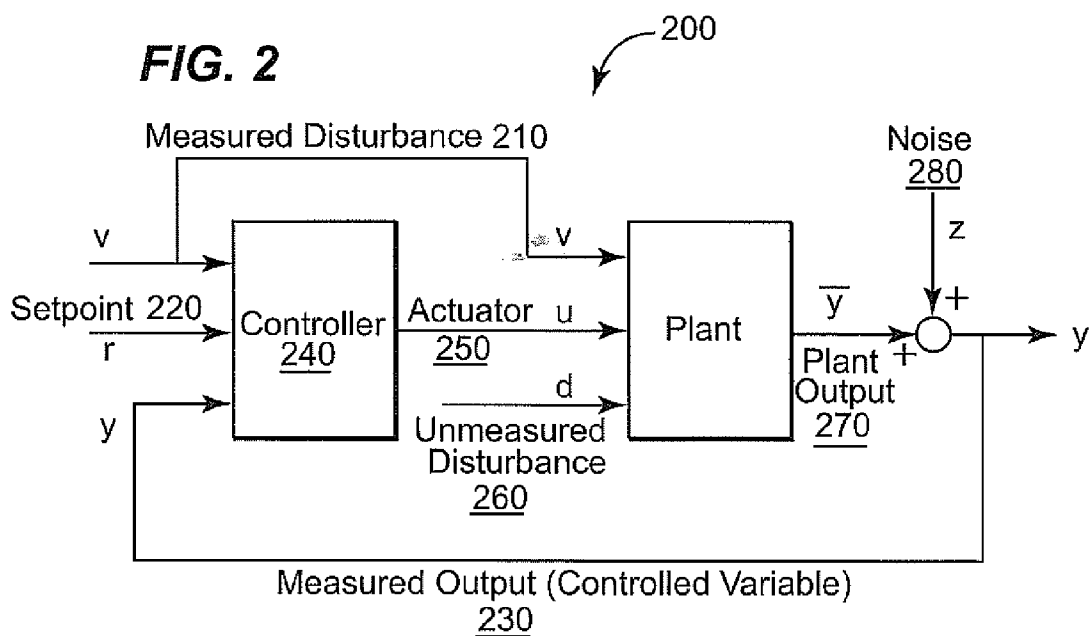 200
FIG. 2
Measured Disturbance 210
Noise
280
v
v
z
Setpoint 220
r
Controller
240
Actuator
250
u
Plant
y
+
+
y
Plant
Output
270
y
d
Unmeasured
Disturbance
260
Measured Output (Controlled Variable)
230